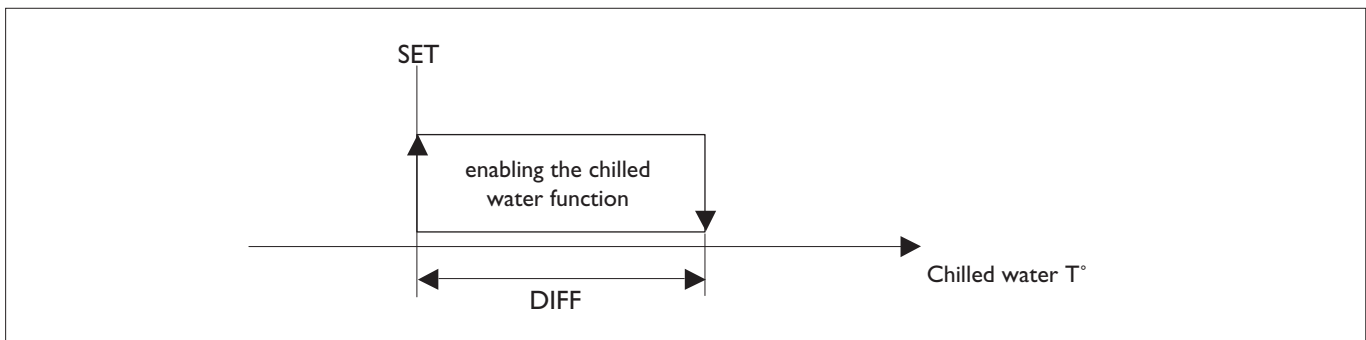 SET
enabling the chilled
water function
Chilled water T°
DIFF